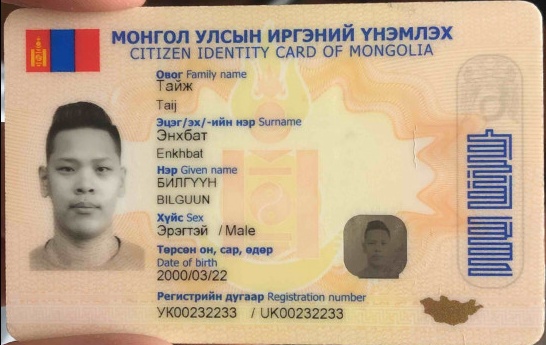 МОНГОЛ УЛСЫН ИРГЭНИЙ ҮНЭМЛЭХ
CITIZEN IDENTITY CARD OF MONGOLIA
Овог Family name
Тайж
Taij
Эцэг/эх/-ийн нэр Surname
Энхбат
Enkhbat
Нэр Given name
БИЛГҮҮН
BILGUUN
Хүйс Sex
Эрэгтэй / Male
Төрсөн он, сар, өдөр
Date of birth
2000/03/22
Регистрийн дугаар Registration number
УК00232233 / UK00232233